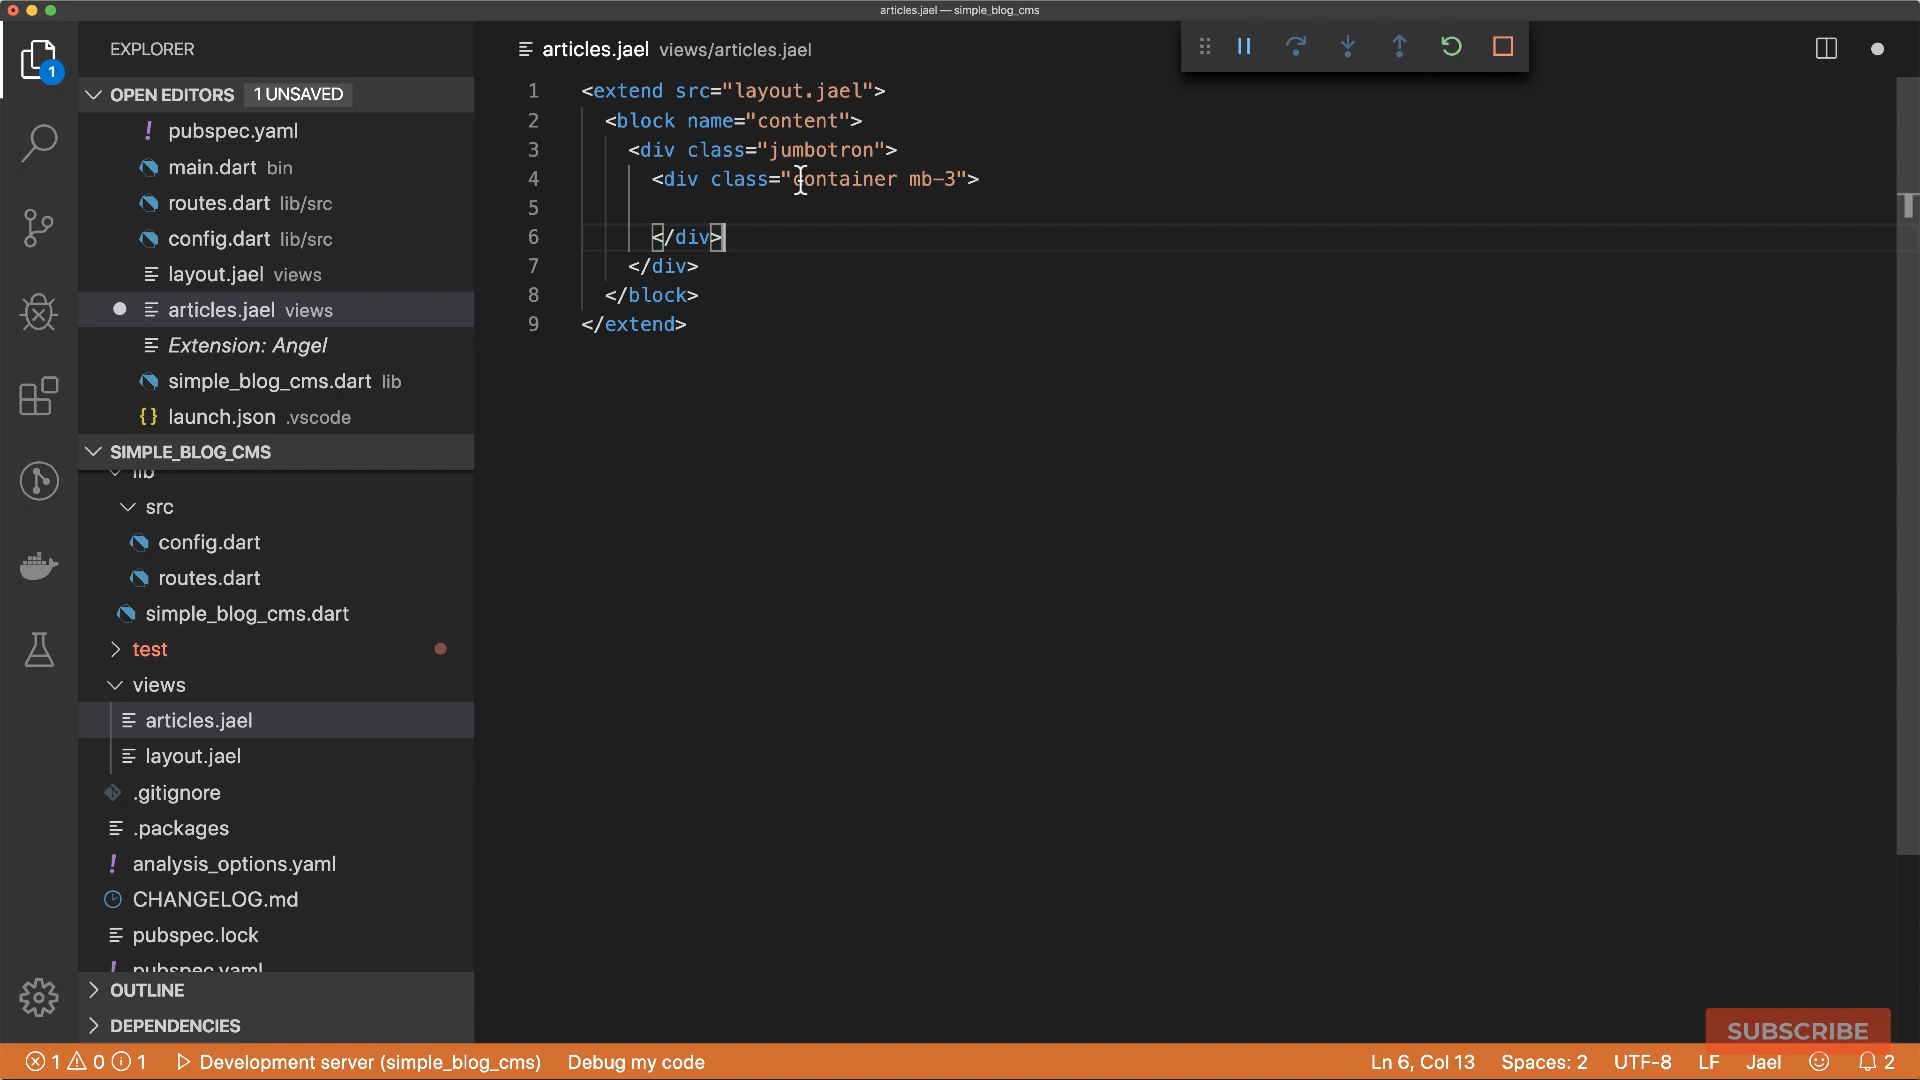 articles.jael — simple_blog_cms
EXPLORER
OPEN EDITORS 1 UNSAVED
! pubspec.yaml
main.dart bin
routes.dart lib/src
config.dart lib/src
layout.jael views
articles.jael views
Extension: Angel
simple_blog_cms.dart lib
{} launch.json .vscode
SIMPLE_BLOG_CMS
lib
src
config.dart
routes.dart
simple_blog_cms.dart
test
views
articles.jael
layout.jael
.gitignore
.packages
! analysis_options.yaml
CHANGELOG.md
pubspec.lock
! pubspec.yaml
OUTLINE
DEPENDENCIES
1
articles.jael views/articles.jael
1 <extend src="layout.jael">
2 <block name="content">
3 <div class="jumbotron">
4 <div class="container mb-3">
5
6 </div>
7 </div>
8 </block>
9 </extend>
SUBSCRIBE
1 0 1 Development server (simple_blog_cms) Debug my code Ln 6, Col 13 Spaces: 2 UTF-8 LF Jael 2